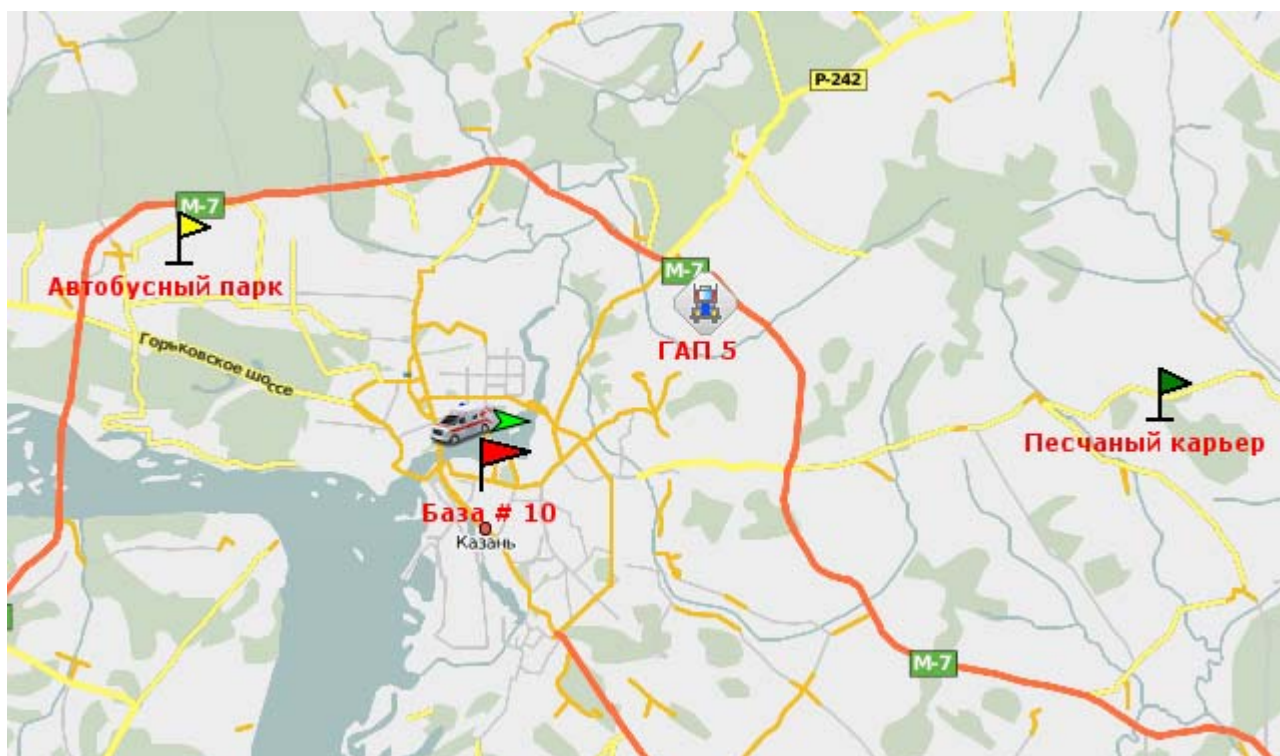 Р-242
М-7
Автобусный парк
М-7
ГАП 5
Горьковское шоссе
Песчаный карьер
База # 10
Казань
М-7